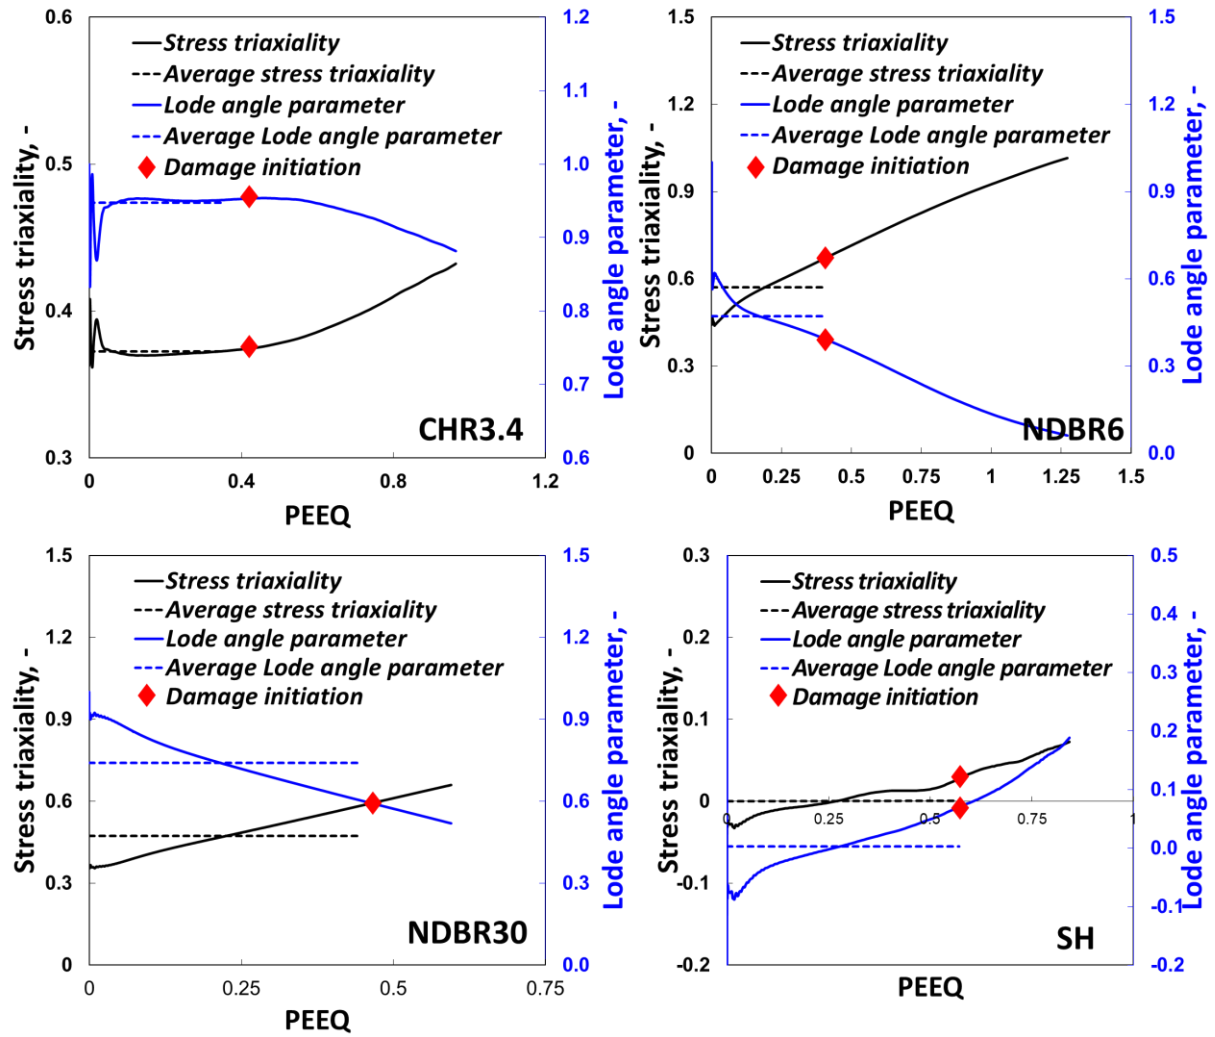 0.6
0.5
0.4
0.3
Stress triaxiality, -
Stress triaxiality
Average stress triaxiality
Lode angle parameter
Average Lode angle parameter
Damage initiation
CHR3.4
1.2
1.1
1.0
0.9
0.8
0.7
0.6
Lode angle parameter, -
0
0.4
0.8
1.2
PEEQ
1.5
1.2
0.9
0.6
0.3
0
Stress triaxiality, -
Stress triaxiality
Average stress triaxiality
Lode angle parameter
Average Lode angle parameter
Damage initiation
NDBR6
1.5
1.2
0.9
0.6
0.3
0.0
Lode angle parameter, -
0
0.25
0.5
0.75
1
1.25
1.5
PEEQ
1.5
1.2
0.9
0.6
0.3
0
Stress triaxiality, -
Stress triaxiality
Average stress triaxiality
Lode angle parameter
Average Lode angle parameter
Damage initiation
NDBR30
1.5
1.2
0.9
0.6
0.3
0.0
Lode angle parameter, -
0
0.25
0.5
0.75
PEEQ
0.3
0.2
0.1
0
-0.1
-0.2
Stress triaxiality, -
Stress triaxiality
Average stress triaxiality
Lode angle parameter
Average Lode angle parameter
Damage initiation
SH
0.5
0.4
0.3
0.2
0.1
0.0
-0.1
-0.2
Lode angle parameter, -
0
0.25
0.5
0.75
1
PEEQ